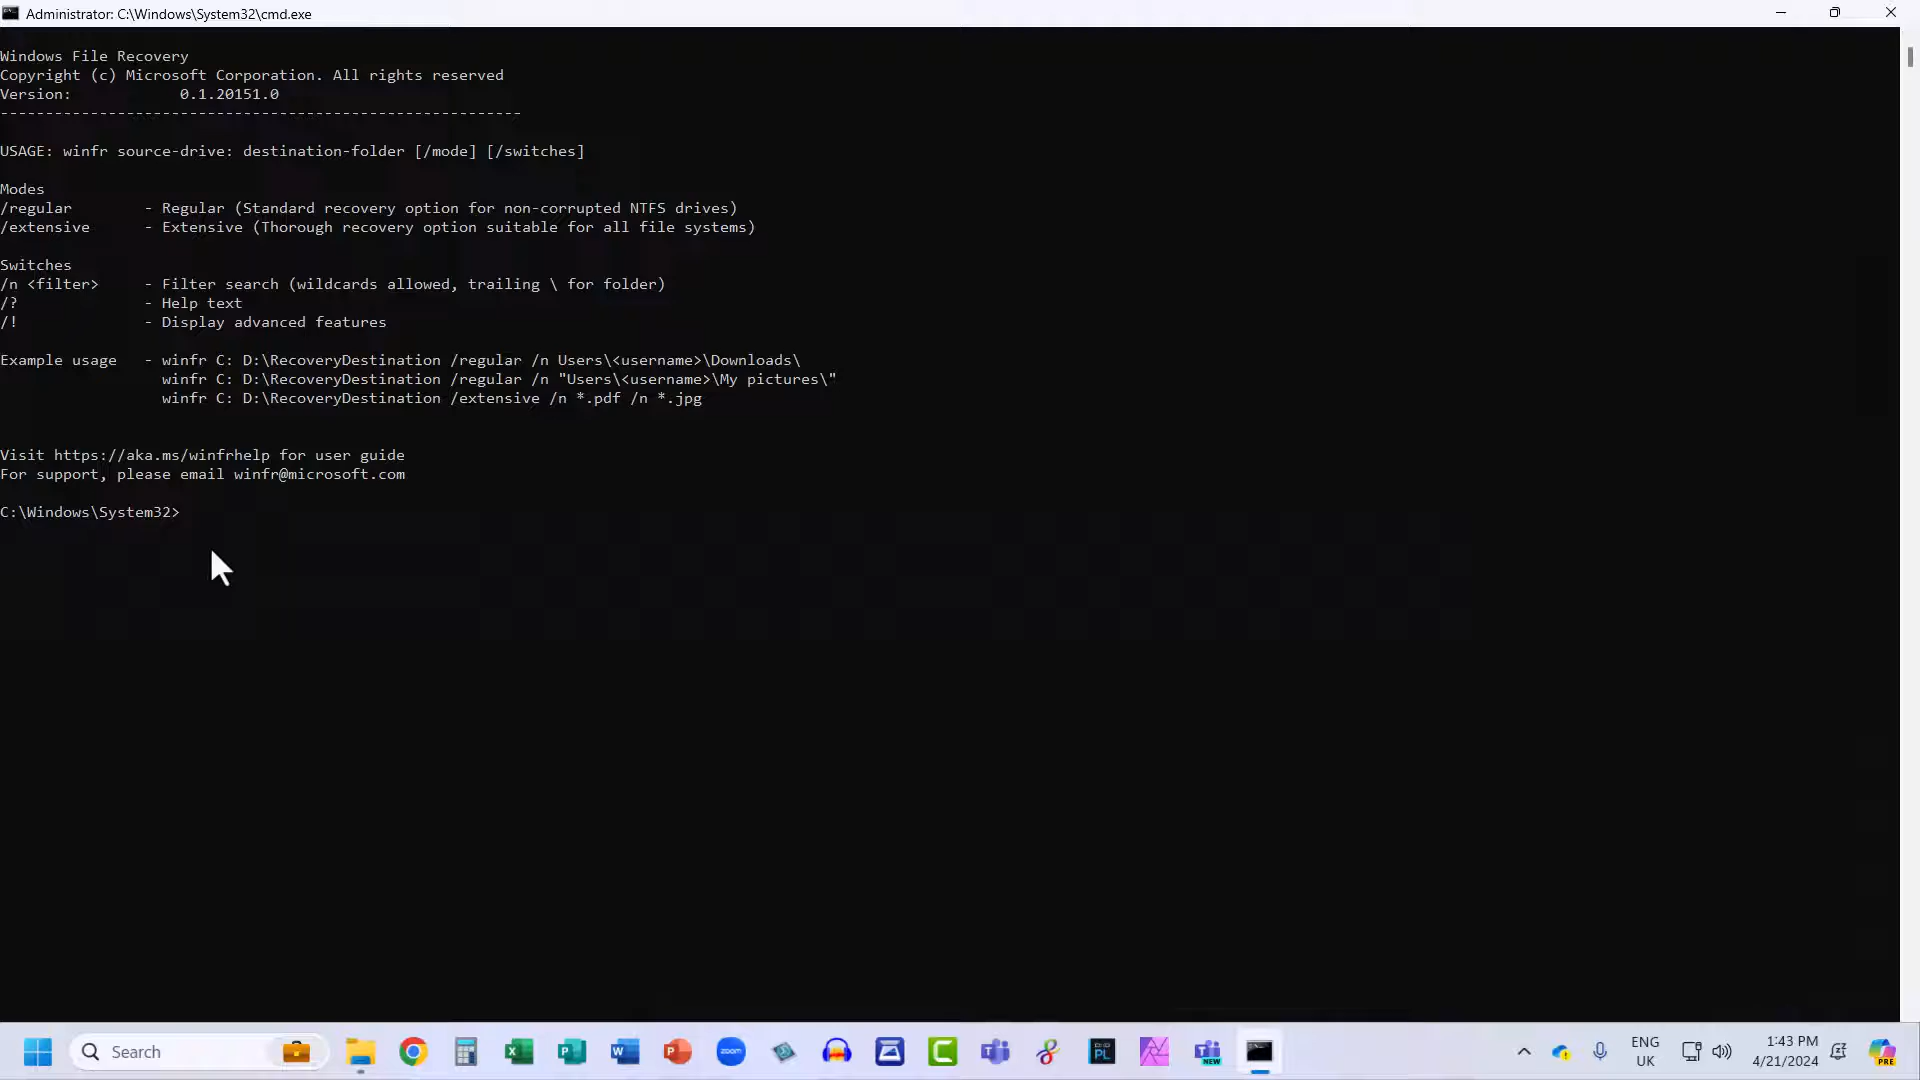 Administrator: C:\Windows\System32\cmd.exe
Windows File Recovery
Copyright (c) Microsoft Corporation. All rights reserved
Version:            0.1.20151.0
----------------------------------------------------------
USAGE: winfr source-drive: destination-folder [/mode] [/switches]
Modes
/regular        - Regular (Standard recovery option for non-corrupted NTFS drives)
/extensive      - Extensive (Thorough recovery option suitable for all file systems)
Switches
/n <filter>     - Filter search (wildcards allowed, trailing \ for folder)
/?              - Help text
/!              - Display advanced features
Example usage   - winfr C: D:\RecoveryDestination /regular /n Users\<username>\Downloads\
                  winfr C: D:\RecoveryDestination /regular /n "Users\<username>\My pictures\"
                  winfr C: D:\RecoveryDestination /extensive /n *.pdf /n *.jpg
Visit https://aka.ms/winfrhelp for user guide
For support, please email winfr@microsoft.com
C:\Windows\System32>
Search
zoom
PL
NEW
ENG
UK
1:43 PM
4/21/2024
PRE